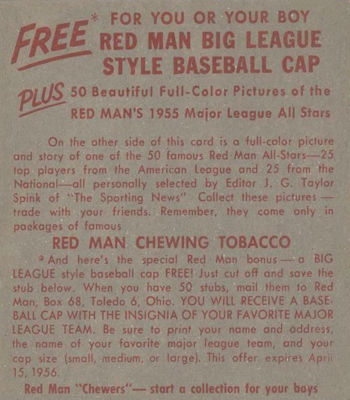 FREE* FOR YOU OR YOUR BOY
RED MAN BIG LEAGUE
STYLE BASEBALL CAP
PLUS 50 Beautiful Full-Color Pictures of the
RED MAN'S 1955 Major League All Stars
On the other side of this card is a full-color picture
and story of one of the 50 famous Red Man All-Stars—25
top players from the American League and 25 from the
National—all personally selected by Editor J. G. Taylor
Spink of "The Sporting News" Collect these pictures —
trade with your friends. Remember, they come only in
packages of famous
RED MAN CHEWING TOBACCO
* And here's the special Red Man bonus — a BIG
LEAGUE style baseball cap FREE! Just cut off and save the
stub below. When you have 50 stubs, mail them to Red
Man, Box 68, Toledo 6, Ohio. YOU WILL RECEIVE A BASE-
BALL CAP WITH THE INSIGNIA OF YOUR FAVORITE MAJOR
LEAGUE TEAM. Be sure to print your name and address,
the name of your favorite major league team, and your
cap size (small, medium, or large). This offer expires April
15, 1956.
Red Man "Chewers" — start a collection for your boys